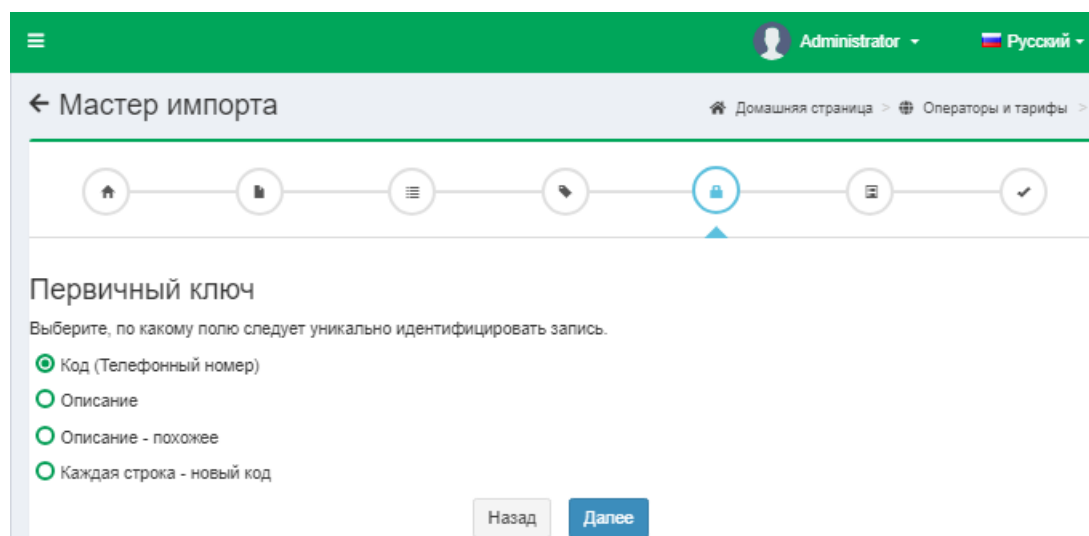 Administrator
Русский
Мастер импорта
Домашняя страница > Операторы и тарифы >
Первичный ключ
Выберите, по какому полю следует уникально идентифицировать запись.
Код (Телефонный номер)
Описание
Описание - похожее
Каждая строка - новый код
Назад
Далее